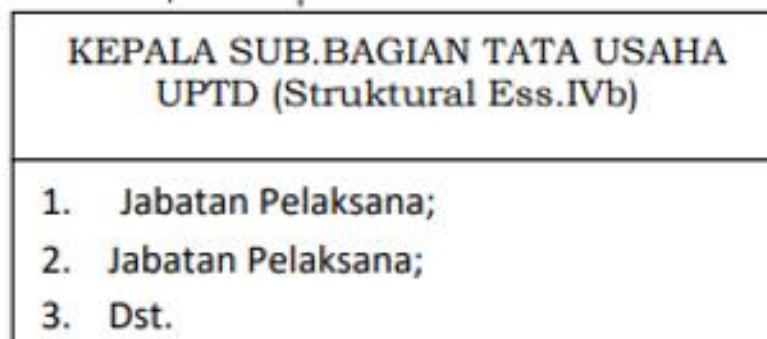 KEPALA SUB.BAGIAN TATA USAHA
UPTD (Struktural Ess.IVb)
1. Jabatan Pelaksana;
2. Jabatan Pelaksana;
3. Dst.